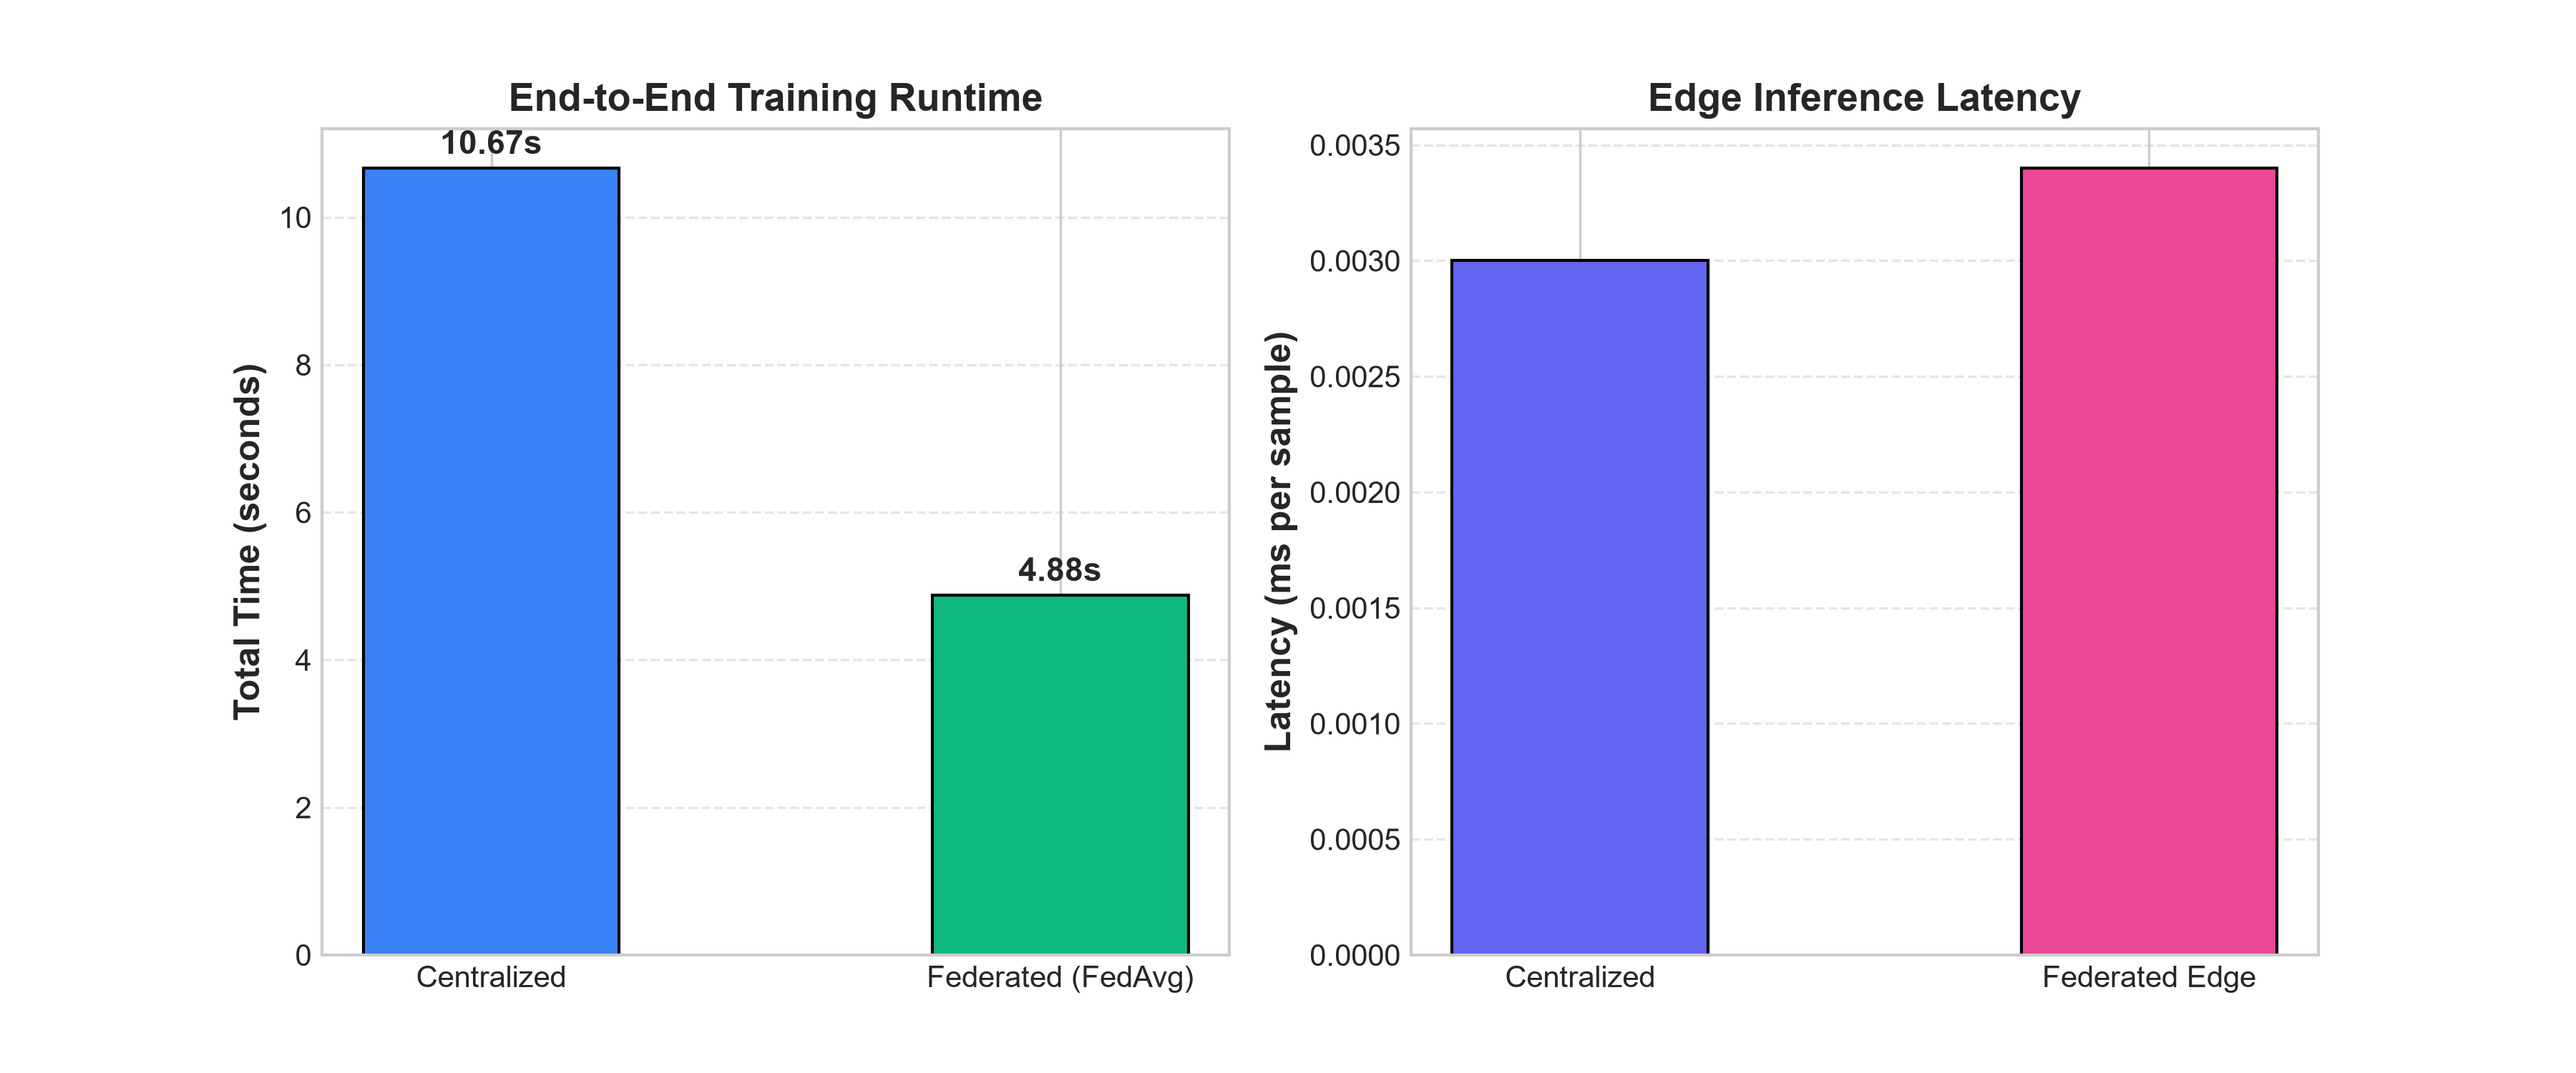 End-to-End Training Runtime
Total Time (seconds)
10
8
6
4
2
0
10.67s
4.88s
Centralized
Federated (FedAvg)
Edge Inference Latency
Latency (ms per sample)
0.0035
0.0030
0.0025
0.0020
0.0015
0.0010
0.0005
0.0000
Centralized
Federated Edge